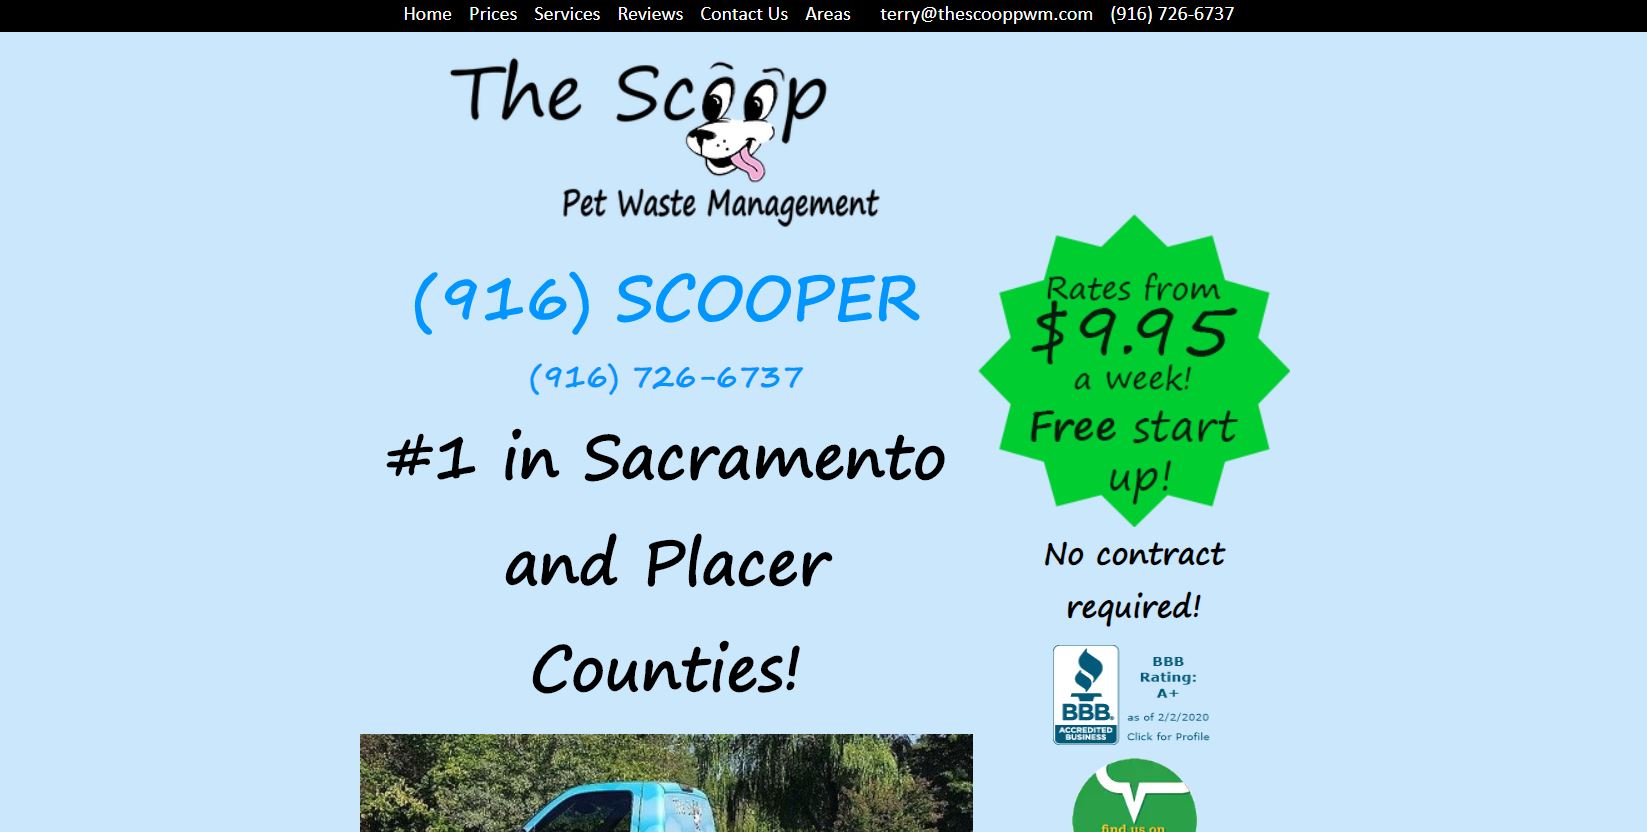 Home Prices Services Reviews Contact Us Areas terry@thescooppwm.com (916) 726-6737
The Scoop
Pet Waste Management
(916) SCOOPER
(916) 726-6737
#1 in Sacramento
and Placer
Counties!
Rates from
$9.95
a week!
Free start
up!
No contract
required!
BBB.
ACCREDITED
BUSINESS
BBB
Rating:
A+
as of 2/2/2020
Click for Profile
find us on